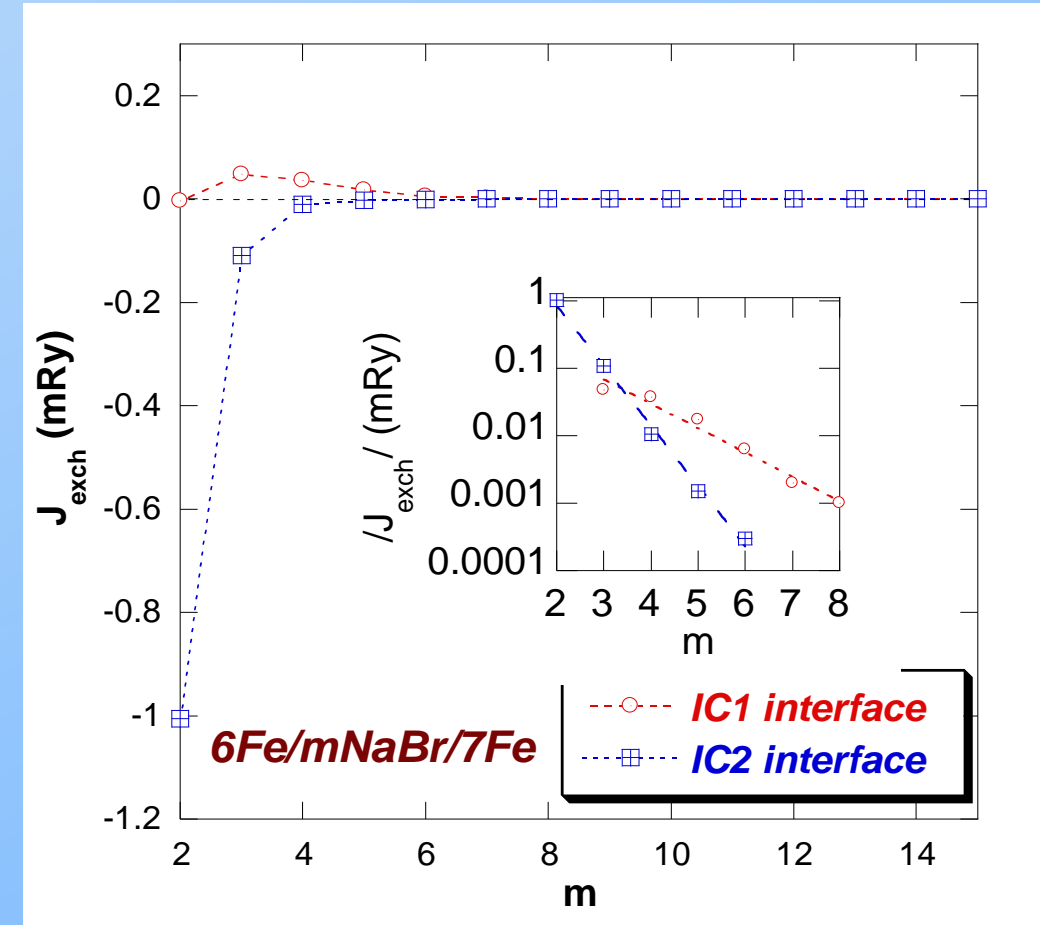 0.2
0
-0.2
-0.4
-0.6
-0.8
-1
-1.2
J_exch (mRy)
2 4 6 8 10 12 14
m
1
0.1
0.01
0.001
0.0001
/J_exch/ (mRy)
2 3 4 5 6 7 8
m
6Fe/mNaBr/7Fe
IC1 interface
IC2 interface